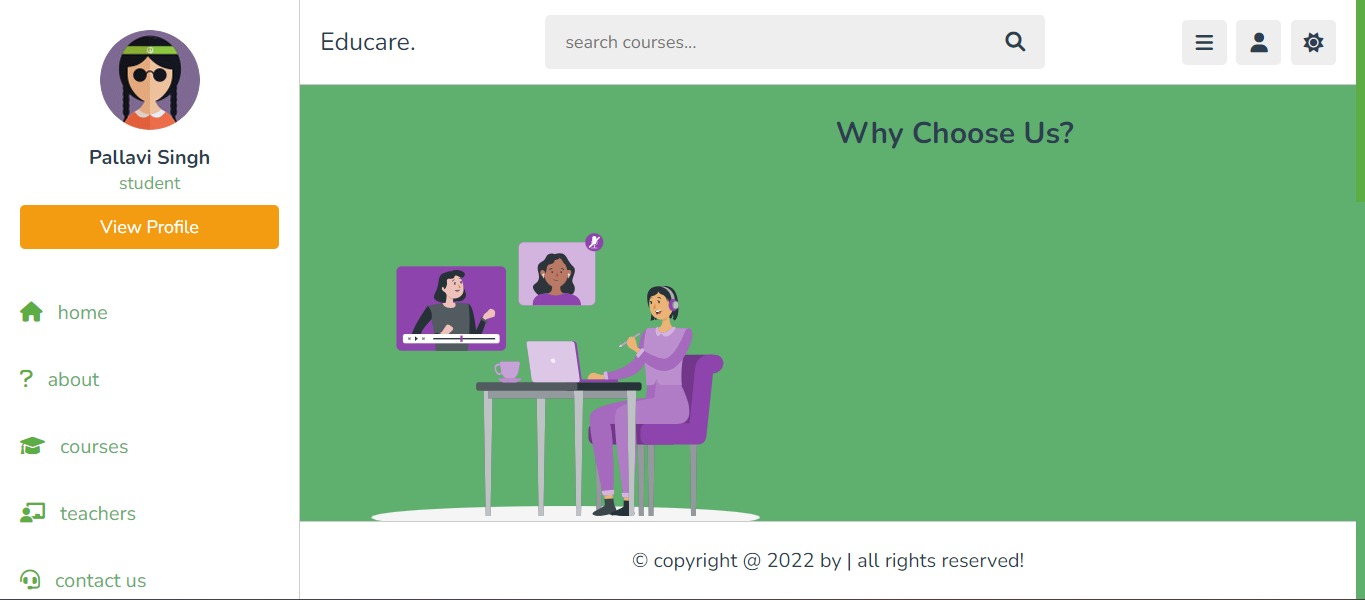 Pallavi Singh
student
View Profile
home
about
courses
teachers
contact us
Educare.
search courses...
Why Choose Us?
© copyright @ 2022 by | all rights reserved!